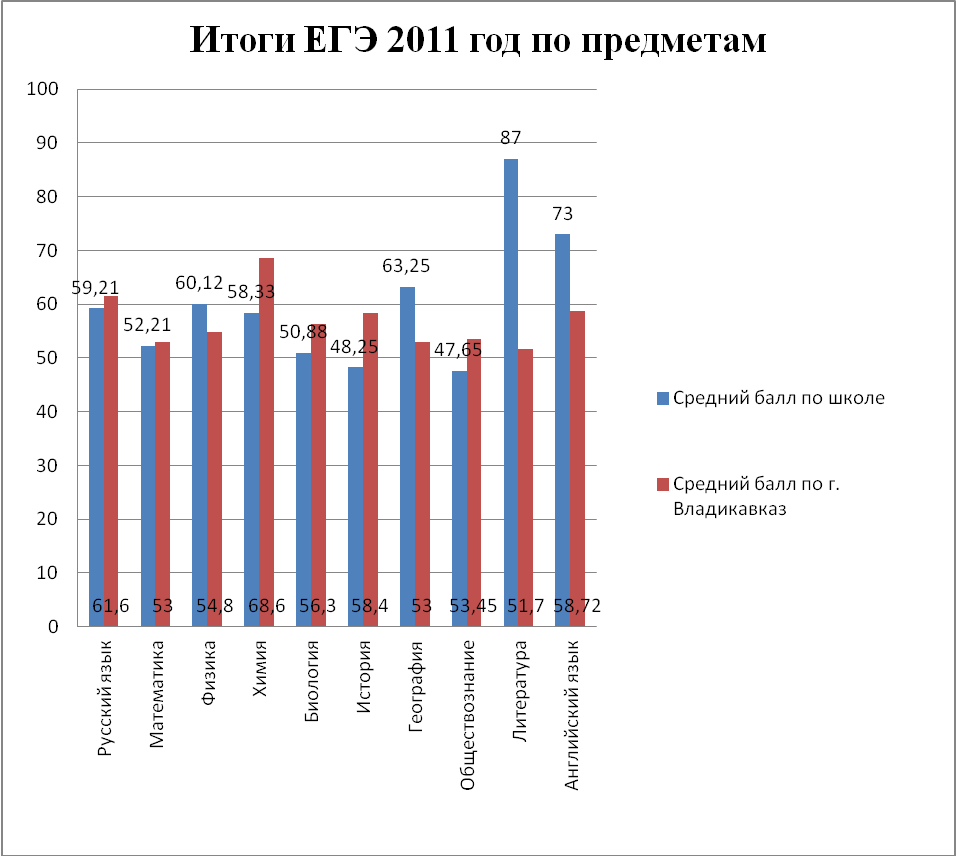 Итоги ЕГЭ 2011 год по предметам
100
90
80
70
60
50
40
30
20
10
0
59,21
52,21
60,12
58,33
50,88
48,25
63,25
47,65
87
73
61,6
53
54,8
68,6
56,3
58,4
53
53,45
51,7
58,72
Русский язык
Математика
Физика
Химия
Биология
История
География
Обществознание
Литература
Английский язык
Средний балл по школе
Средний балл по г.
Владикавказ